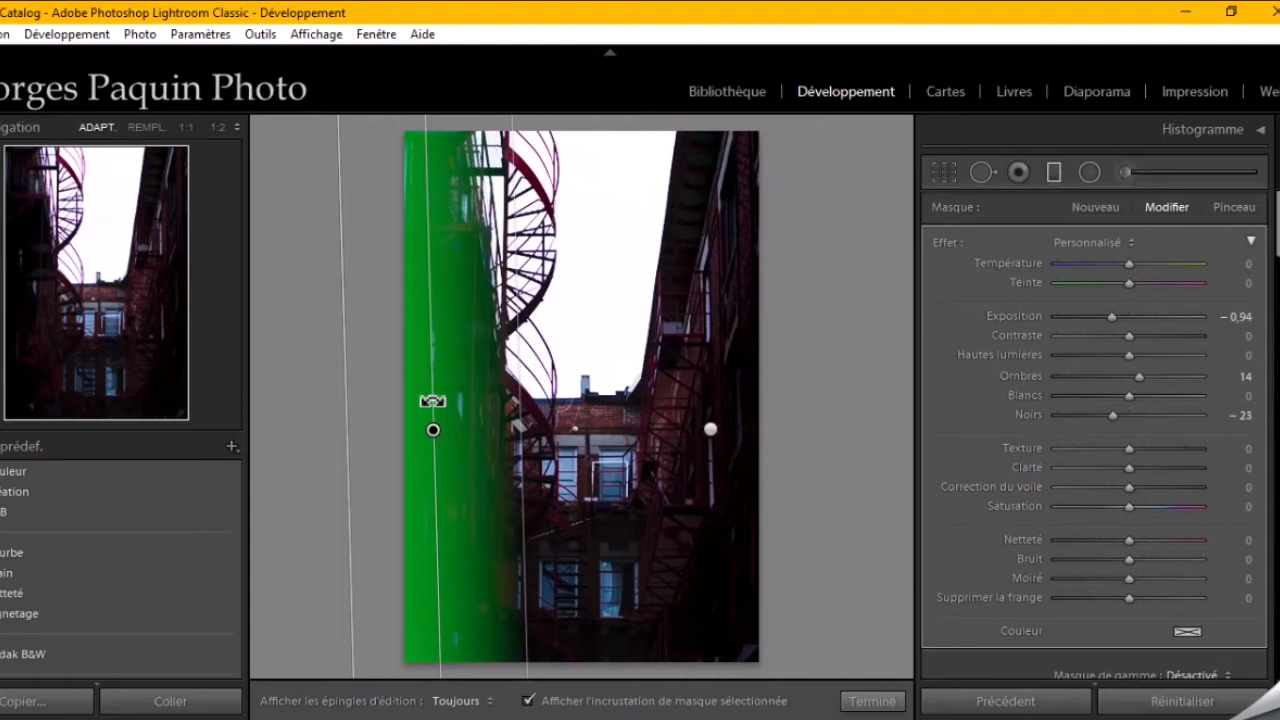 Catalog - Adobe Photoshop Lightroom Classic - Développement
on Développement Photo Paramètres Outils Affichage Fenêtre Aide
orges Paquin Photo
Bibliothèque | Développement | Cartes | Livres | Diaporama | Impression | We
igation ADAPT. REMPL. 1:1 1:2
Histogramme
Masque : Nouveau Modifier Pinceau
Effet : Personnalisé
Température 0
Teinte 0
Exposition – 0,94
Contraste 0
Hautes lumières 0
Ombres 14
Blancs 0
Noirs – 23
Texture 0
Clarté 0
Correction du voile 0
Saturation 0
Netteté 0
Bruit 0
Moiré 0
Supprimer la frange 0
Couleur
Masque de gamme : Désactivé
prédef. +
uleur
éation
B
urbe
ain
tteté
gnetage
dak B&W
Copier... Coller
Afficher les épingles d'édition : Toujours Afficher l'incrustation de masque sélectionnée Terminé
Précédent Réinitialiser